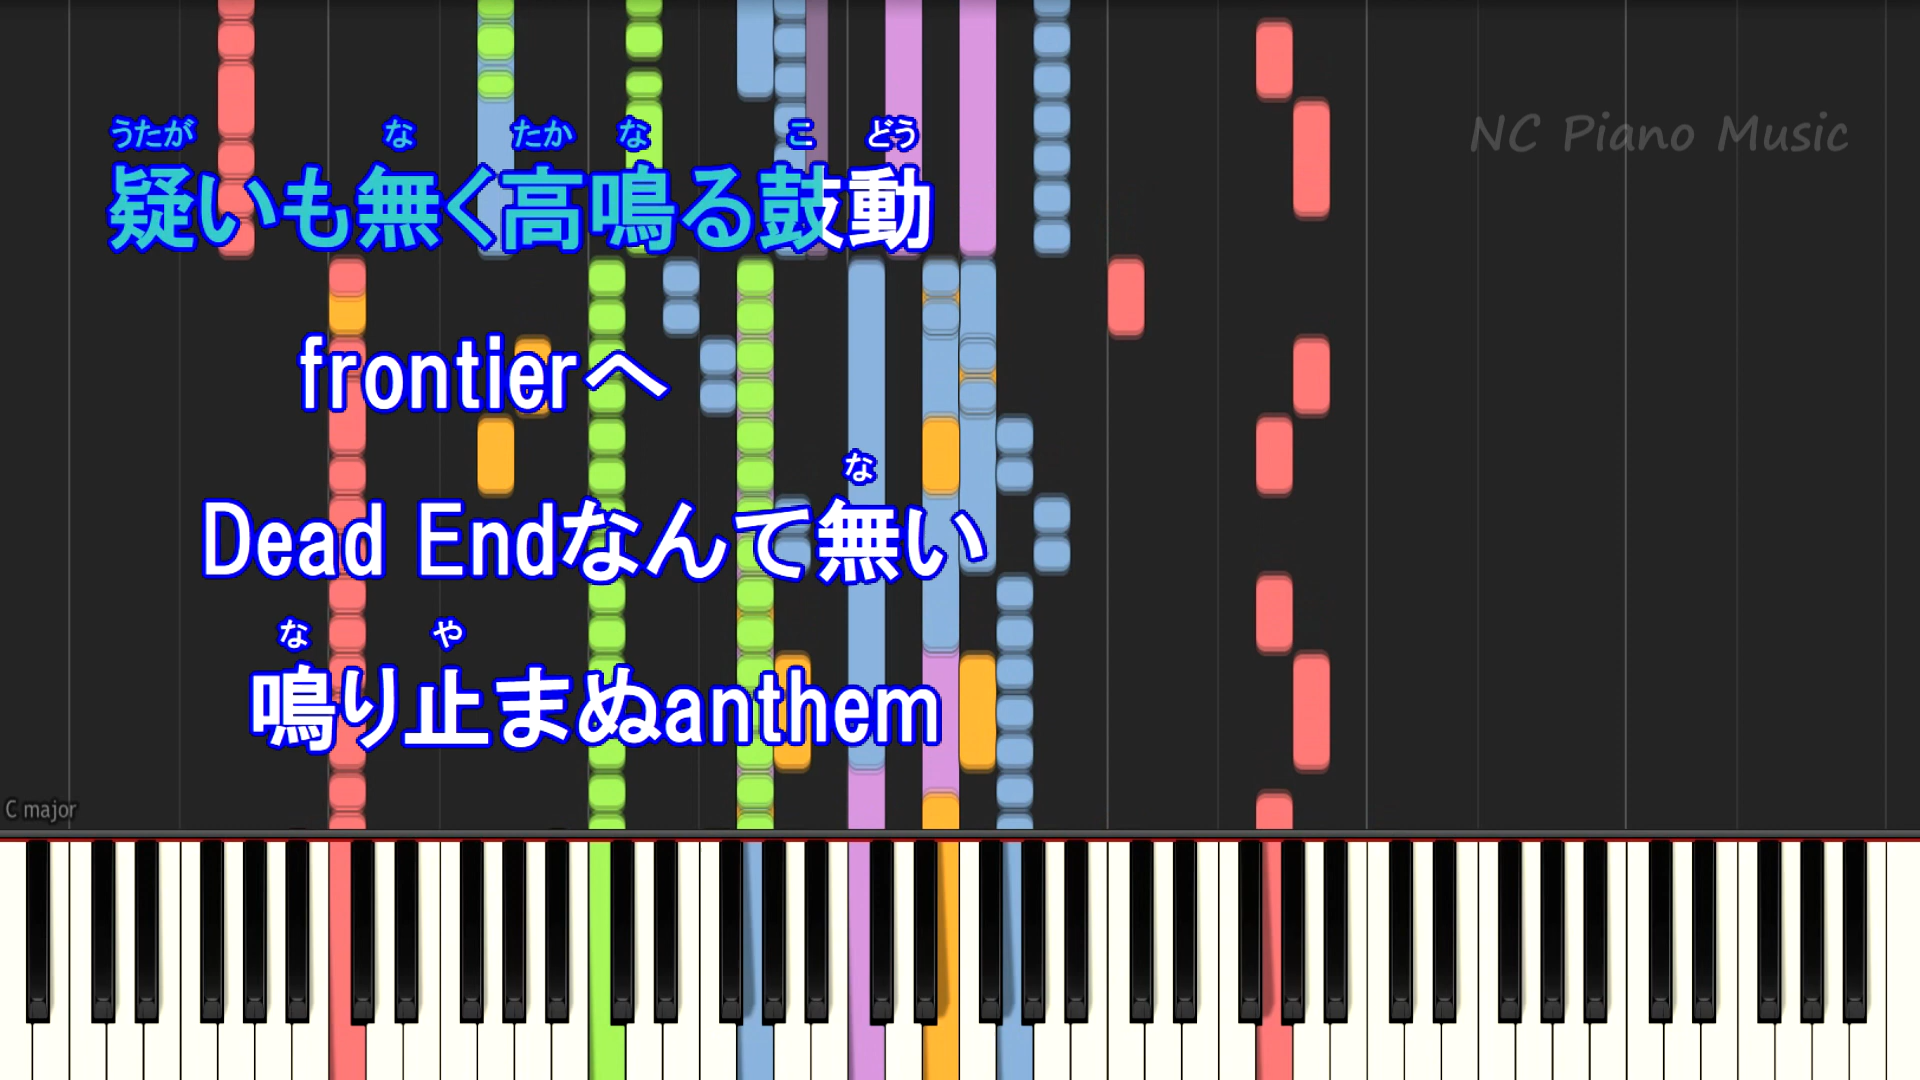 NC Piano Music
うたが な たか な こ どう
疑いも無く高鳴る鼓動
frontierへ
な
Dead Endなんて無い
な や
鳴り止まぬanthem
C major